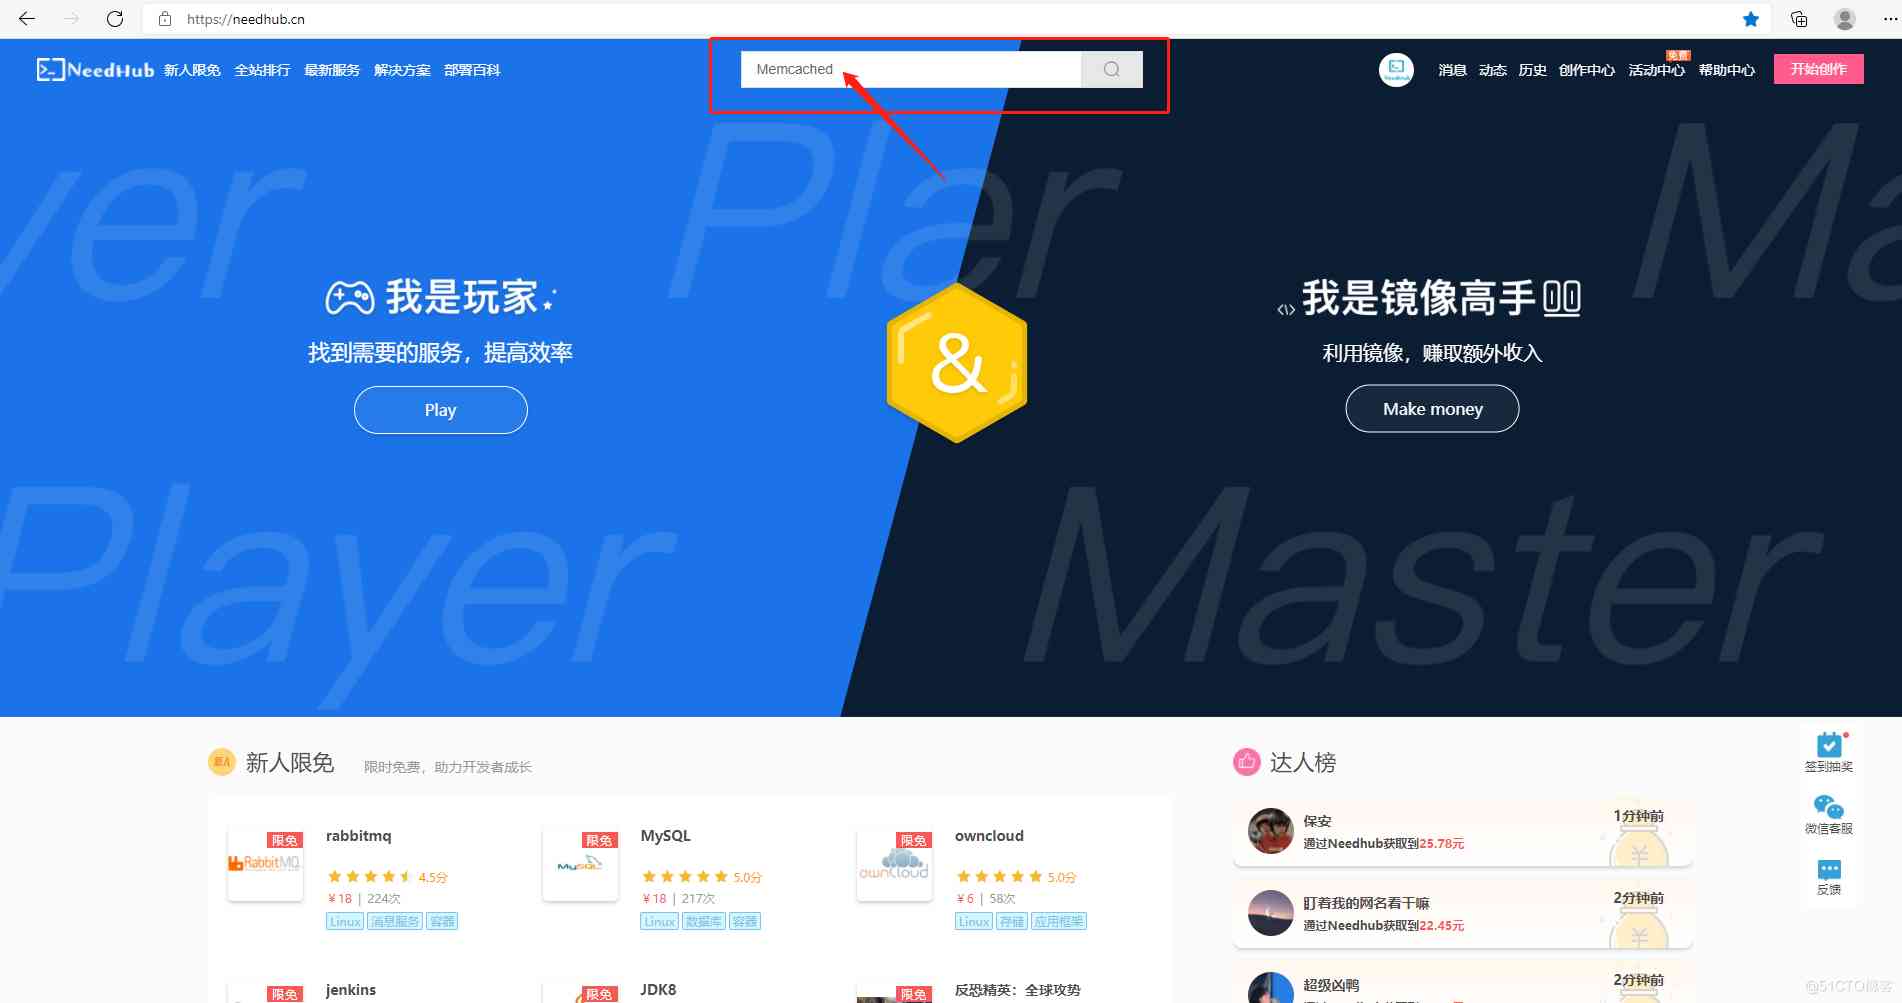 https://needhub.cn
NeedHub 新人限免 全站排行 最新服务 解决方案 部署百科
Memcached
NeedHub
消息 动态 历史 创作中心 活动中心 免费 帮助中心 开始创作
yer
Player
Master
我是玩家
找到需要的服务，提高效率
Play
&
我是镜像高手
利用镜像，赚取额外收入
Make money
Player
Master
新人 新人限免 限时免费，助力开发者成长
限免
RabbitMQ
rabbitmq
4.5分
￥18 | 224次
Linux 消息服务 容器
限免
MySQL
MySQL
5.0分
￥18 | 217次
Linux 数据库 容器
限免
ownCloud
owncloud
5.0分
￥6 | 58次
Linux 存储 应用框架
限免
jenkins
限免
JDK8
限免
反恐精英：全球攻势
达人榜
保安
1分钟前
通过Needhub获取到25.78元
盯着我的网名看干嘛
2分钟前
通过Needhub获取到22.45元
超级凶鸭
2分钟前
签到抽奖
微信客服
反馈
@51CTO博客